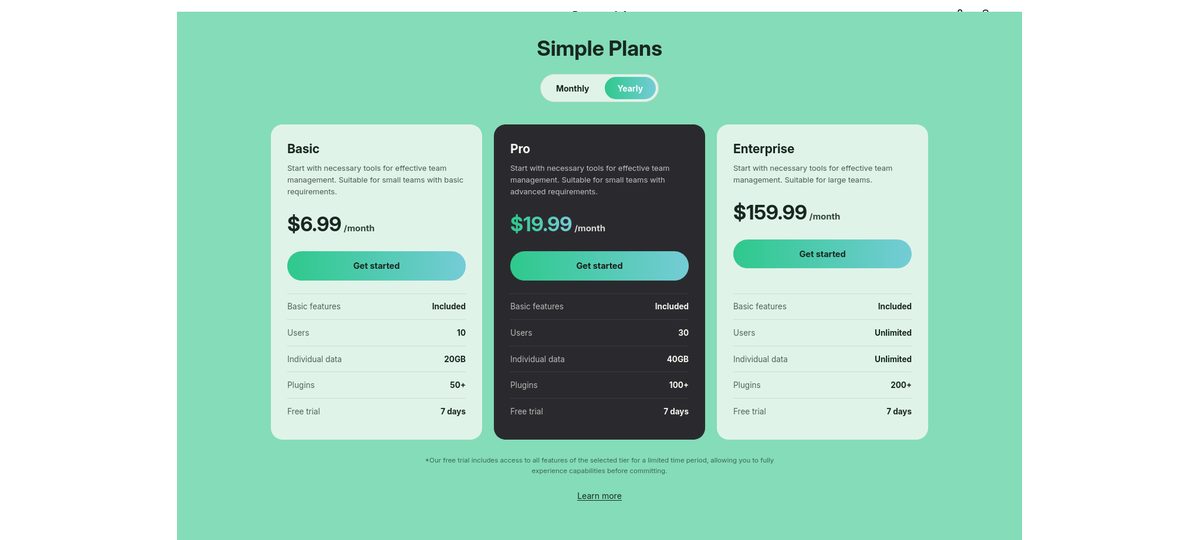 Simple Plans
Monthly
Yearly
Basic
Start with necessary tools for effective team
management. Suitable for small teams with basic
requirements.
$6.99 /month
Get started
Basic features Included
Users 10
Individual data 20GB
Plugins 50+
Free trial 7 days
Pro
Start with necessary tools for effective team
management. Suitable for small teams with
advanced requirements.
$19.99 /month
Get started
Basic features Included
Users 30
Individual data 40GB
Plugins 100+
Free trial 7 days
Enterprise
Start with necessary tools for effective team
management. Suitable for large teams.
$159.99 /month
Get started
Basic features Included
Users Unlimited
Individual data Unlimited
Plugins 200+
Free trial 7 days
*Our free trial includes access to all features of the selected tier for a limited time period, allowing you to fully
experience capabilities before committing.
Learn more